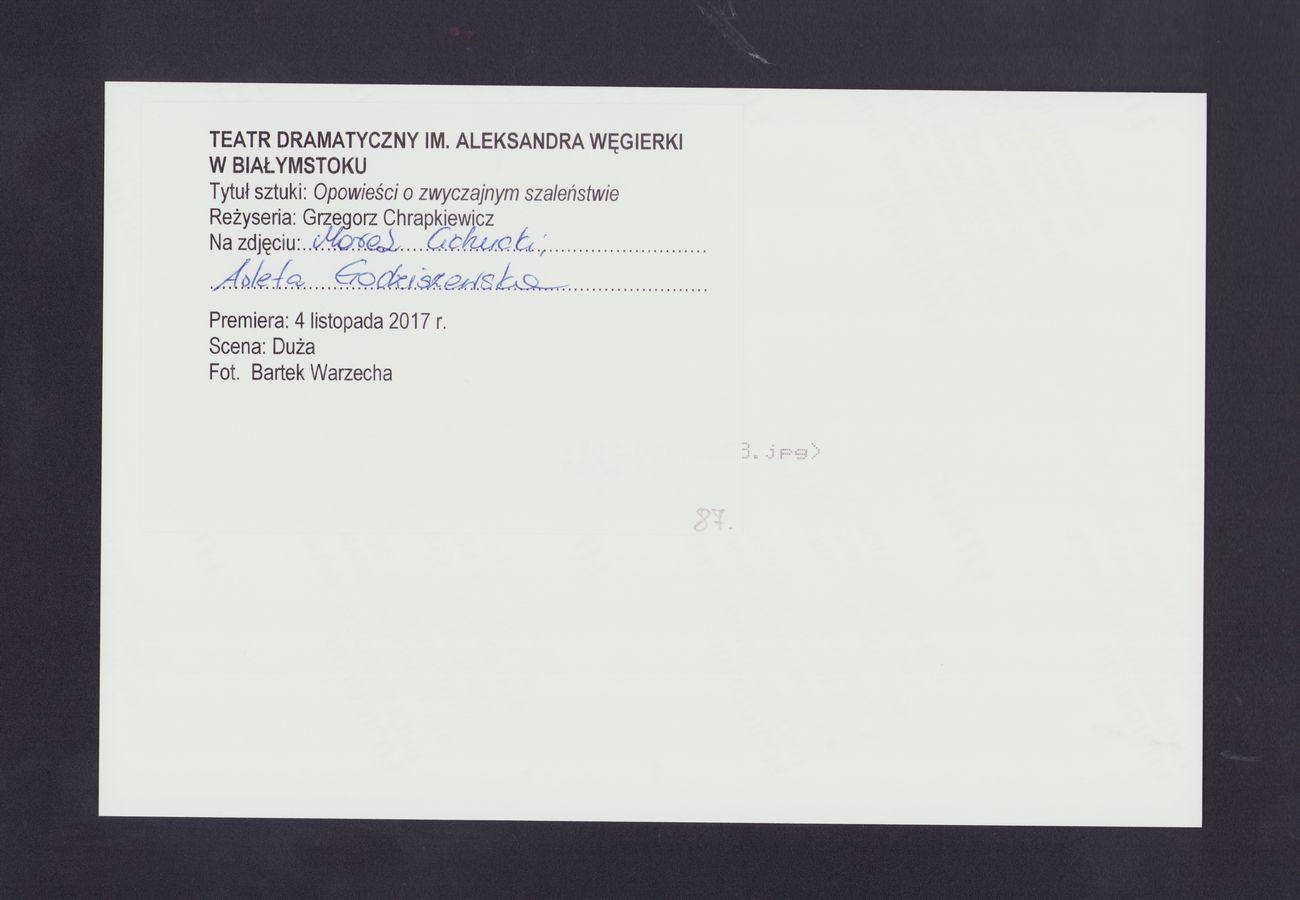 TEATR DRAMATYCZNY IM. ALEKSANDRA WĘGIERKI
W BIAŁYMSTOKU
Tytuł sztuki: Opowieści o zwyczajnym szaleństwie
Reżyseria: Grzegorz Chrapkiewicz
Na zdjęciu: Marek Cichucki,
Arleta Godziszewska
Premiera: 4 listopada 2017 r.
Scena: Duża
Fot. Bartek Warzecha
3.jpg>
87.